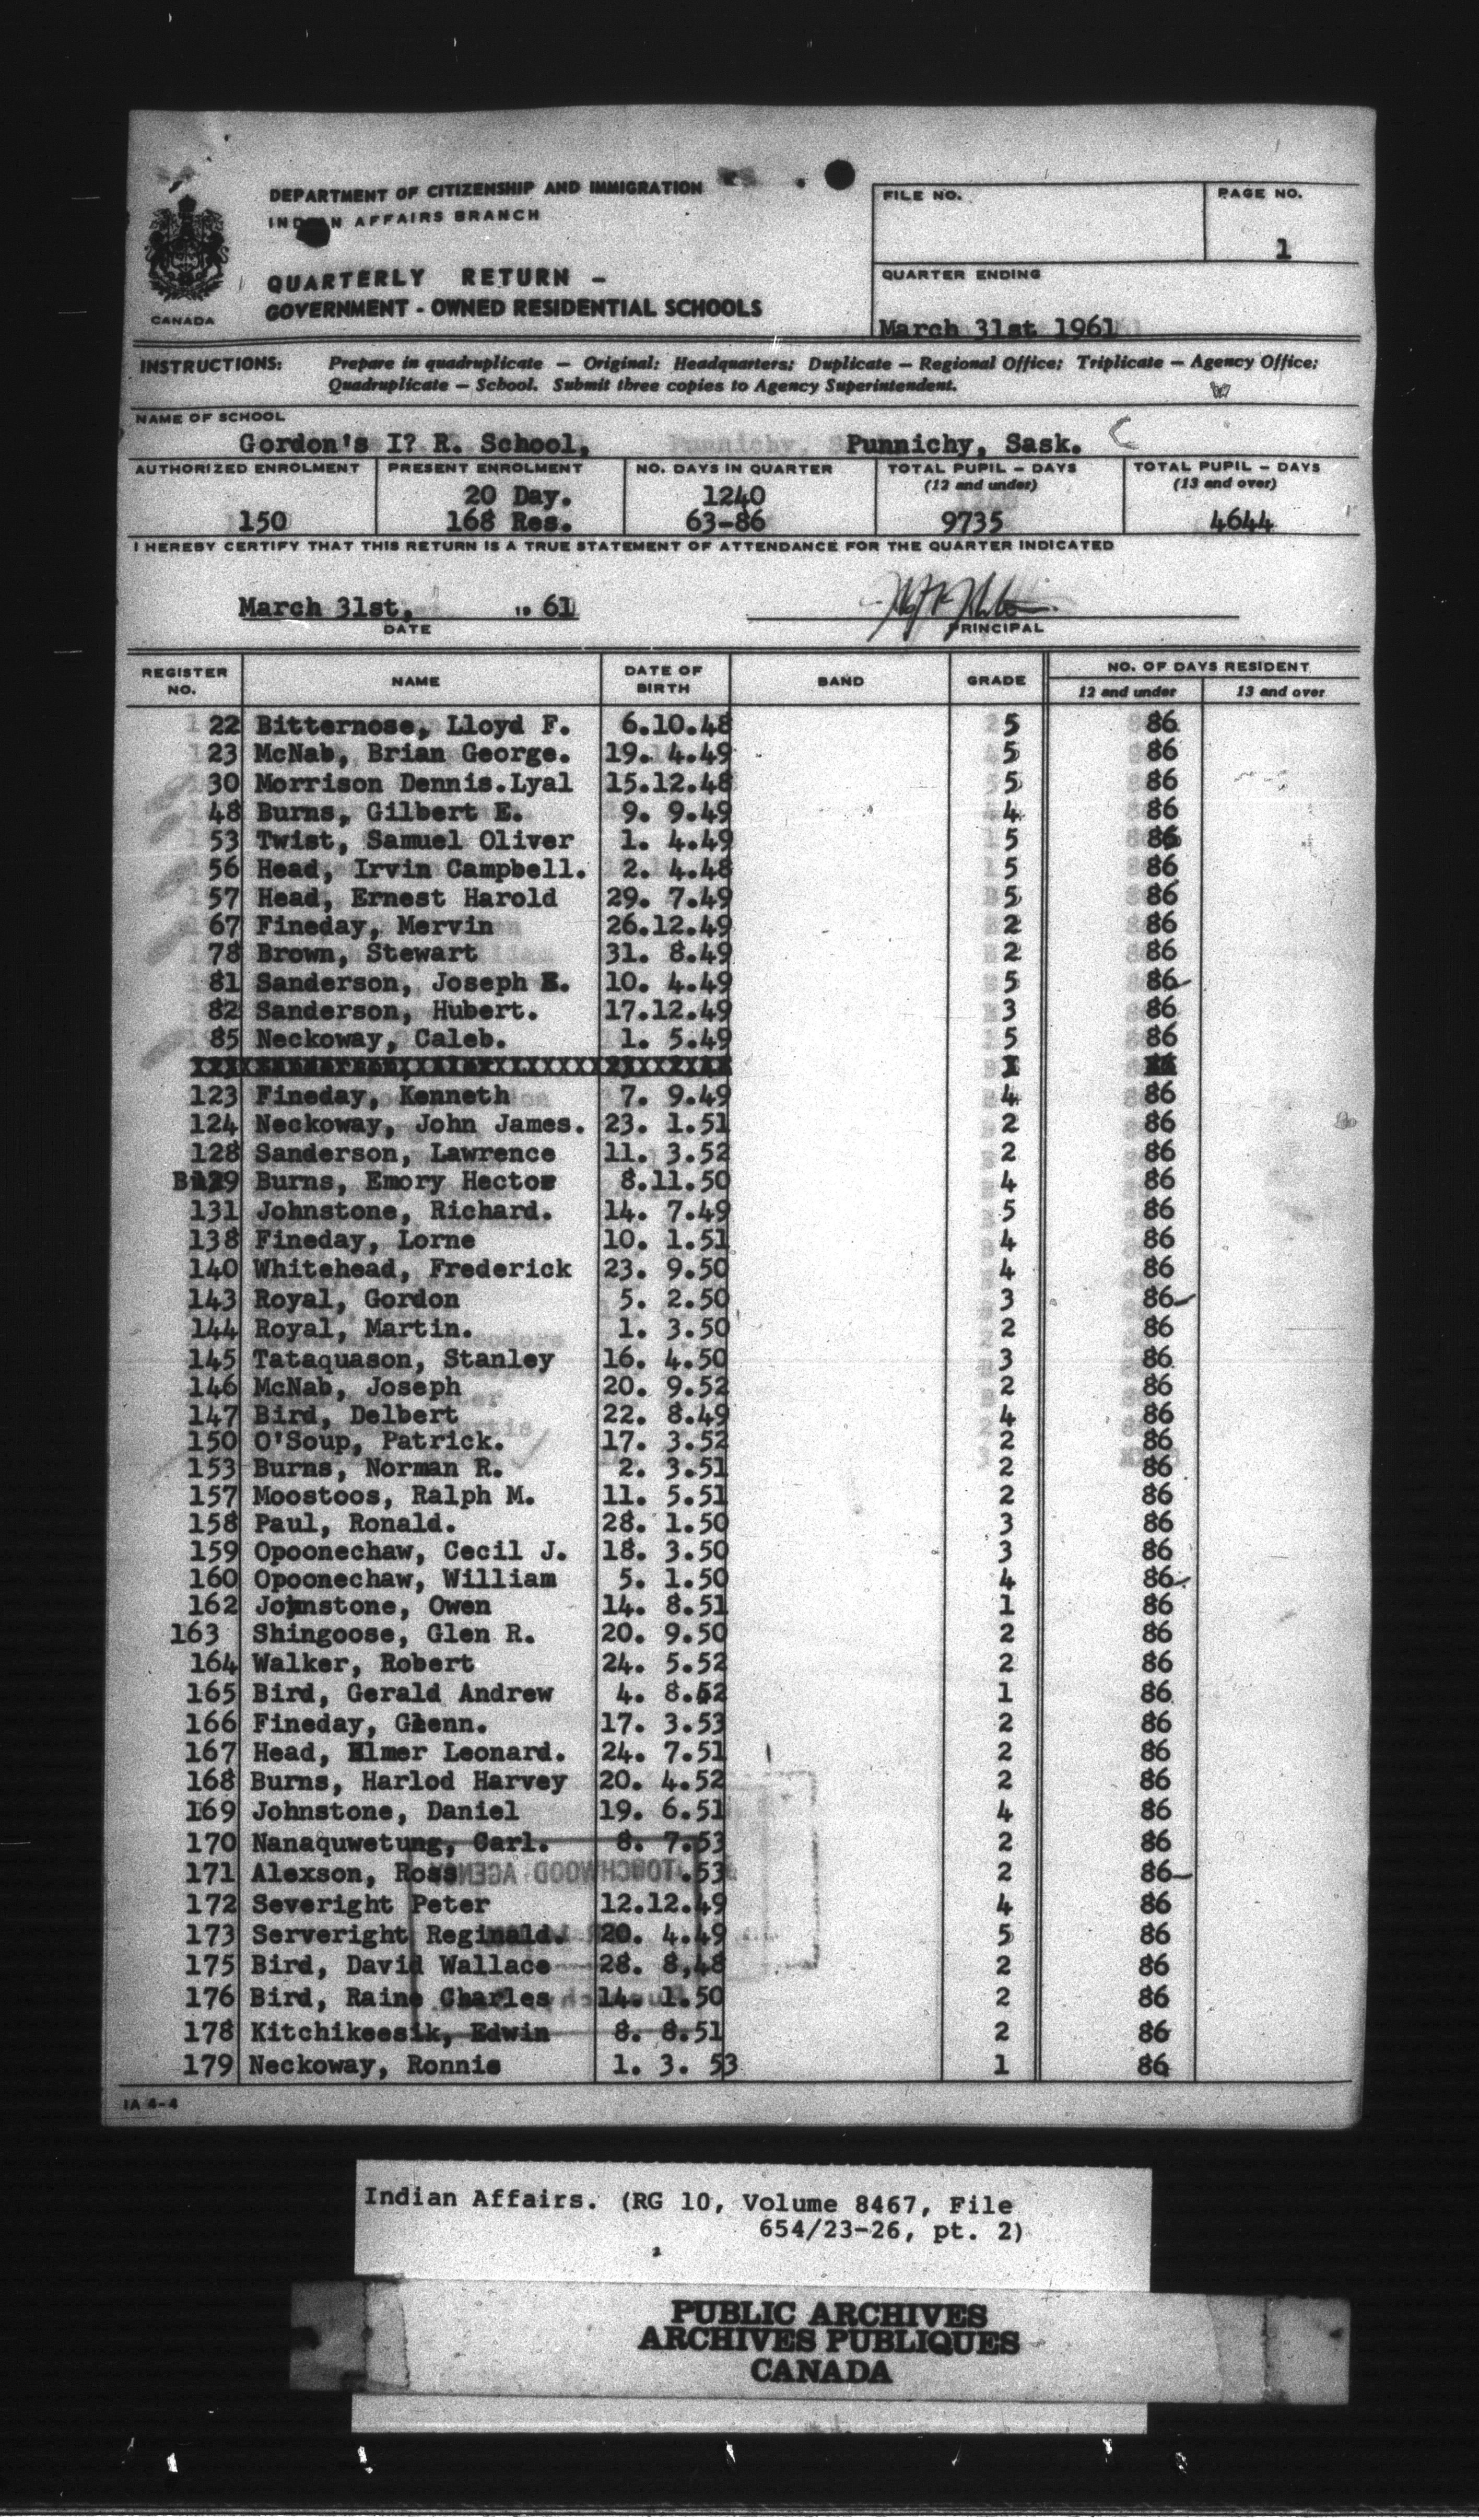 DEPARTMENT OF CITIZENSHIP AND IMMIGRATION
INDIAN AFFAIRS BRANCH
QUARTERLY RETURN -
GOVERNMENT - OWNED RESIDENTIAL SCHOOLS
CANADA
FILE NO.
PAGE NO.
1
QUARTER ENDING
March 31st 1961
INSTRUCTIONS: Prepare in quadruplicate — Original: Headquarters; Duplicate — Regional Office; Triplicate — Agency Office;
Quadruplicate — School. Submit three copies to Agency Superintendent.
NAME OF SCHOOL
Gordon's I? R. School, Punnichy, Sask.
AUTHORIZED ENROLMENT PRESENT ENROLMENT NO. DAYS IN QUARTER TOTAL PUPIL - DAYS TOTAL PUPIL - DAYS
(12 and under) (13 and over)
20 Day. 1240
150 168 Res. 63-86 9735 4644
I HEREBY CERTIFY THAT THIS RETURN IS A TRUE STATEMENT OF ATTENDANCE FOR THE QUARTER INDICATED
March 31st, 19 61
DATE PRINCIPAL
REGISTER NO. NAME DATE OF BIRTH BAND GRADE NO. OF DAYS RESIDENT
12 and under 13 and over
22 Bitternose, Lloyd F. 6.10.48 5 86
23 McNab, Brian George. 19. 4.49 5 86
30 Morrison Dennis.Lyal 15.12.48 5 86
48 Burns, Gilbert E. 9. 9.49 4 86
53 Twist, Samuel Oliver 1. 4.49 5 86
56 Head, Irvin Campbell. 2. 4.48 5 86
57 Head, Ernest Harold 29. 7.49 5 86
67 Fineday, Mervin 26.12.49 2 86
78 Brown, Stewart 31. 8.49 2 86
81 Sanderson, Joseph E. 10. 4.49 5 86
82 Sanderson, Hubert. 17.12.49 3 86
85 Neckoway, Caleb. 1. 5.49 5 86
123 Fineday, Kenneth 7. 9.49 4 86
124 Neckoway, John James. 23. 1.51 2 86
128 Sanderson, Lawrence 11. 3.52 2 86
129 Burns, Emory Hector 8.11.50 4 86
131 Johnstone, Richard. 14. 7.49 5 86
138 Fineday, Lorne 10. 1.51 4 86
140 Whitehead, Frederick 23. 9.50 4 86
143 Royal, Gordon 5. 2.50 3 86
144 Royal, Martin. 1. 3.50 2 86
145 Tataquason, Stanley 16. 4.50 3 86
146 McNab, Joseph 20. 9.52 2 86
147 Bird, Delbert 22. 8.49 4 86
150 O'Soup, Patrick. 17. 3.52 2 86
153 Burns, Norman R. 2. 3.51 2 86
157 Moostoos, Ralph M. 11. 5.51 2 86
158 Paul, Ronald. 28. 1.50 3 86
159 Opoonechaw, Cecil J. 18. 3.50 3 86
160 Opoonechaw, William 5. 1.50 4 86
162 Johnstone, Owen 14. 8.51 1 86
163 Shingoose, Glen R. 20. 9.50 2 86
164 Walker, Robert 24. 5.52 2 86
165 Bird, Gerald Andrew 4. 8.52 1 86
166 Fineday, Glenn. 17. 3.53 2 86
167 Head, Elmer Leonard. 24. 7.51 2 86
168 Burns, Harlod Harvey 20. 4.52 2 86
169 Johnstone, Daniel 19. 6.51 4 86
170 Nanaquwetung, Carl. 8. 7.53 2 86
171 Alexson, Ross .53 2 86
172 Severight Peter 12.12.49 4 86
173 Serveright Reginald. 20. 4.49 5 86
175 Bird, David Wallace 28. 8,48 2 86
176 Bird, Raine Charles 14. 1.50 2 86
178 Kitchikeesik, Edwin 8. 8.51 2 86
179 Neckoway, Ronnie 1. 3. 53 1 86
IA 4-4
Indian Affairs. (RG 10, Volume 8467, File
654/23-26, pt. 2)
PUBLIC ARCHIVES
ARCHIVES PUBLIQUES
CANADA